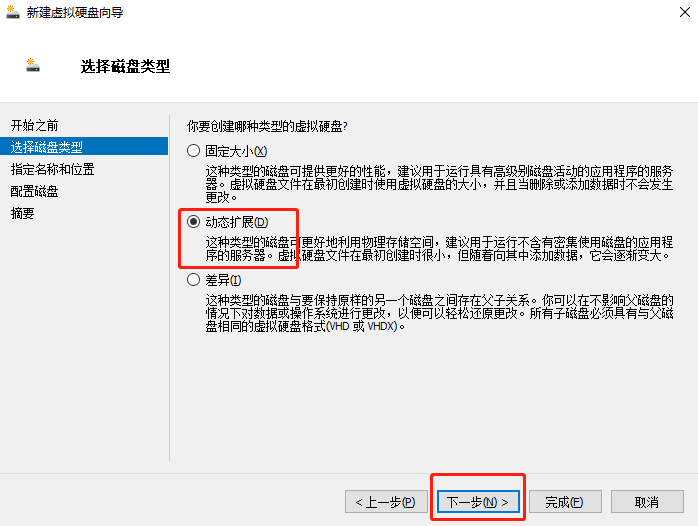 新建虚拟硬盘向导
选择磁盘类型
开始之前
选择磁盘类型
指定名称和位置
配置磁盘
摘要
你要创建哪种类型的虚拟硬盘?
固定大小(X)
这种类型的磁盘可提供更好的性能，建议用于运行具有高级别磁盘活动的应用程序的服务
器。虚拟硬盘文件在最初创建时使用虚拟硬盘的大小，并且当删除或添加数据时不会发生
更改。
动态扩展(D)
这种类型的磁盘可更好地利用物理存储空间，建议用于运行不含有密集使用磁盘的应用程
序的服务器。虚拟硬盘文件在最初创建时很小，但随着向其中添加数据，它会逐渐变大。
差异(I)
这种类型的磁盘与要保持原样的另一个磁盘之间存在父子关系。你可以在不影响父磁盘的
情况下对数据或操作系统进行更改，以便可以轻松还原更改。所有子磁盘必须具有与父磁
盘相同的虚拟硬盘格式(VHD 或 VHDX)。
< 上一步(P)
下一步(N) >
完成(F)
取消